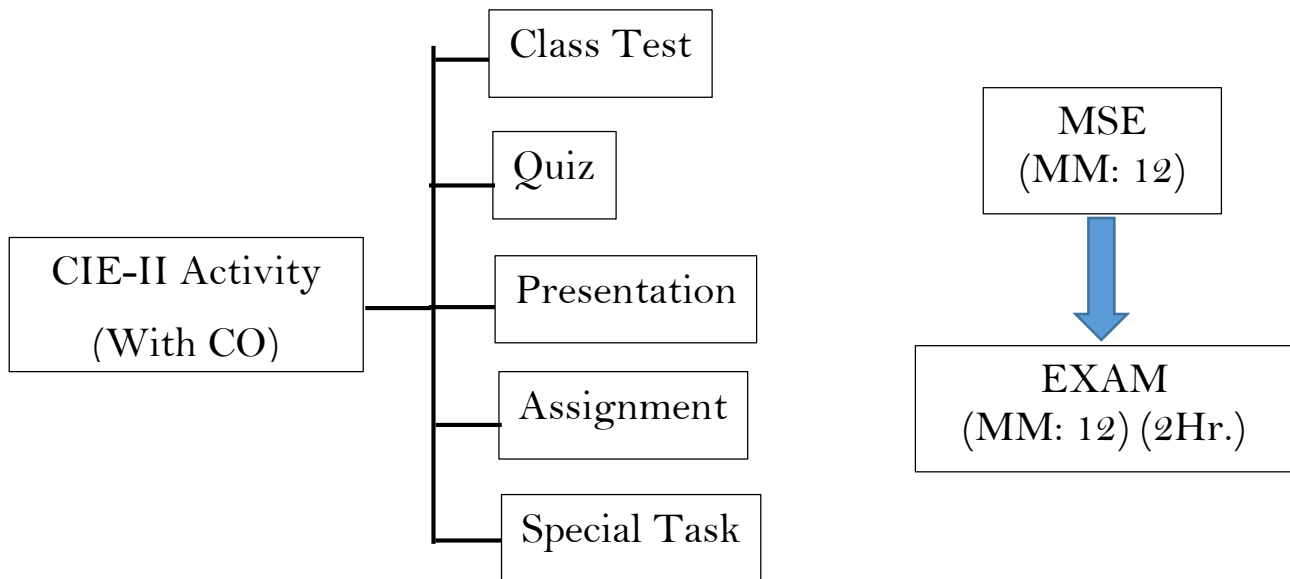 CIE-II Activity
(With CO)
Class Test
Quiz
Presentation
Assignment
Special Task
MSE
(MM: 12)
EXAM
(MM: 12) (2Hr.)